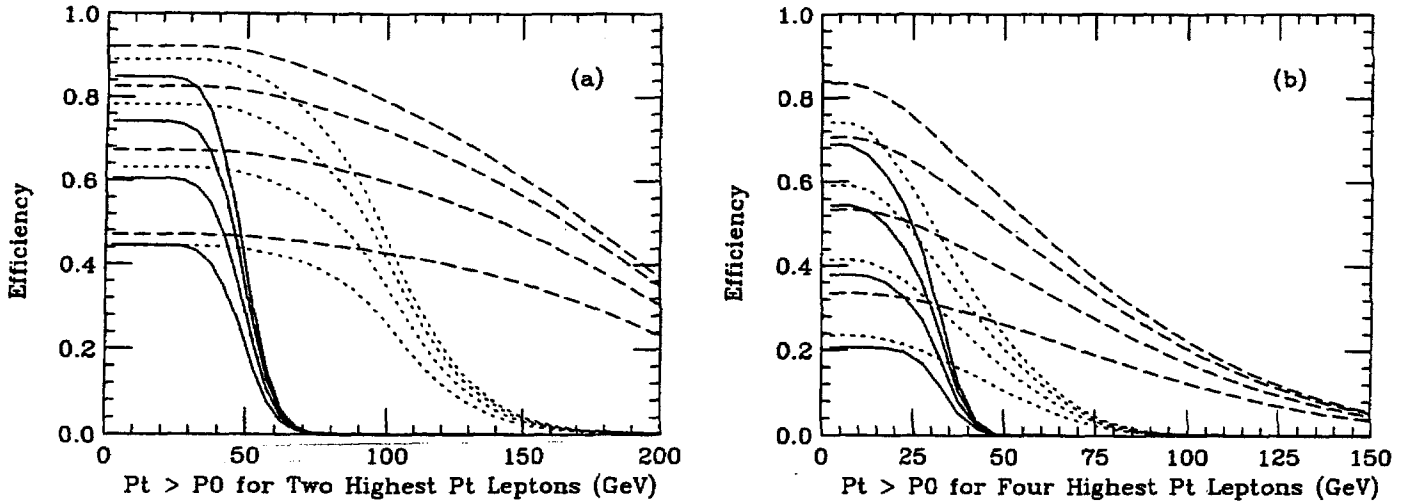 1.0
0.8
0.6
0.4
0.2
0.0
Efficiency
(a)
0 50 100 150 200
Pt > P0 for Two Highest Pt Leptons (GeV)
1.0
0.8
0.6
0.4
0.2
0.0
Efficiency
(b)
0 25 50 75 100 125 150
Pt > P0 for Four Highest Pt Leptons (GeV)